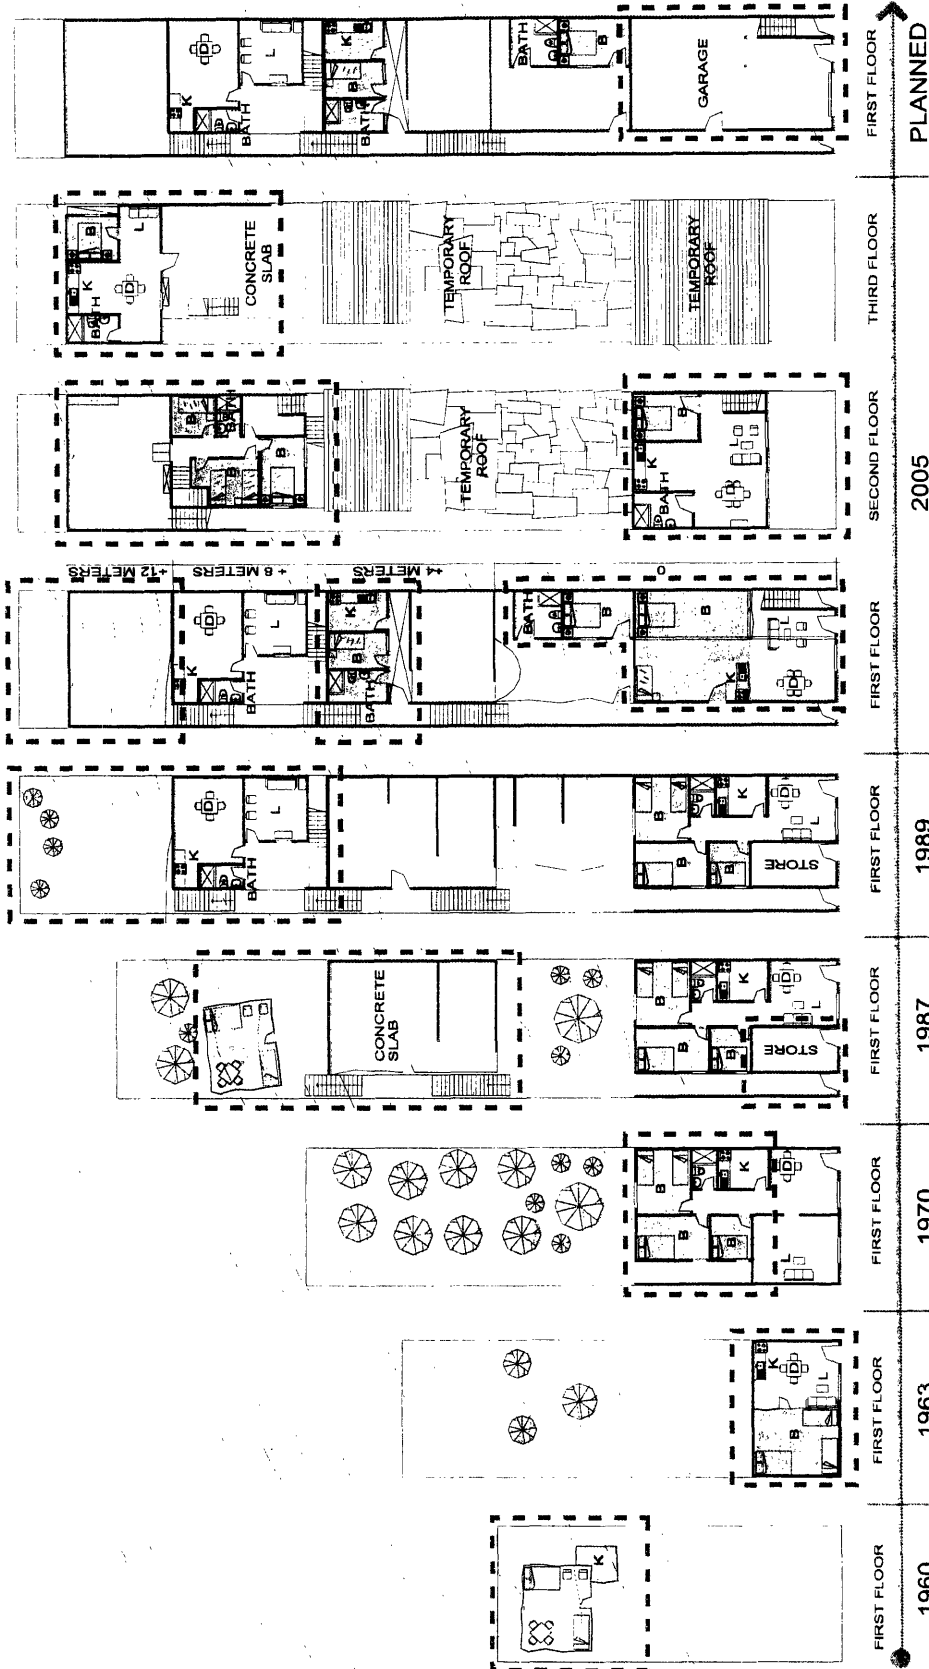 K
FIRST FLOOR
1960
K
D
L
B
FIRST FLOOR
1963
B
K
D
B
B
L
FIRST FLOOR
1970
CONCRETE
SLAB
B
K
D
B
B
L
STORE
FIRST FLOOR
1987
D
K
L
BATH
B
K
D
B
B
L
STORE
FIRST FLOOR
1989
+12 METERS
+8 METERS
+4 METERS
0
D
K
L
BATH
K
B
BATH
BATH
B
B
K
L
D
FIRST FLOOR
B
BATH
B
B
TEMPORARY
ROOF
B
K
BATH
L
D
SECOND FLOOR
2005
B
K
L
BATH
D
CONCRETE
SLAB
TEMPORARY
ROOF
TEMPORARY
ROOF
THIRD FLOOR
D
K
L
BATH
K
B
BATH
BATH
B
GARAGE
FIRST FLOOR
PLANNED